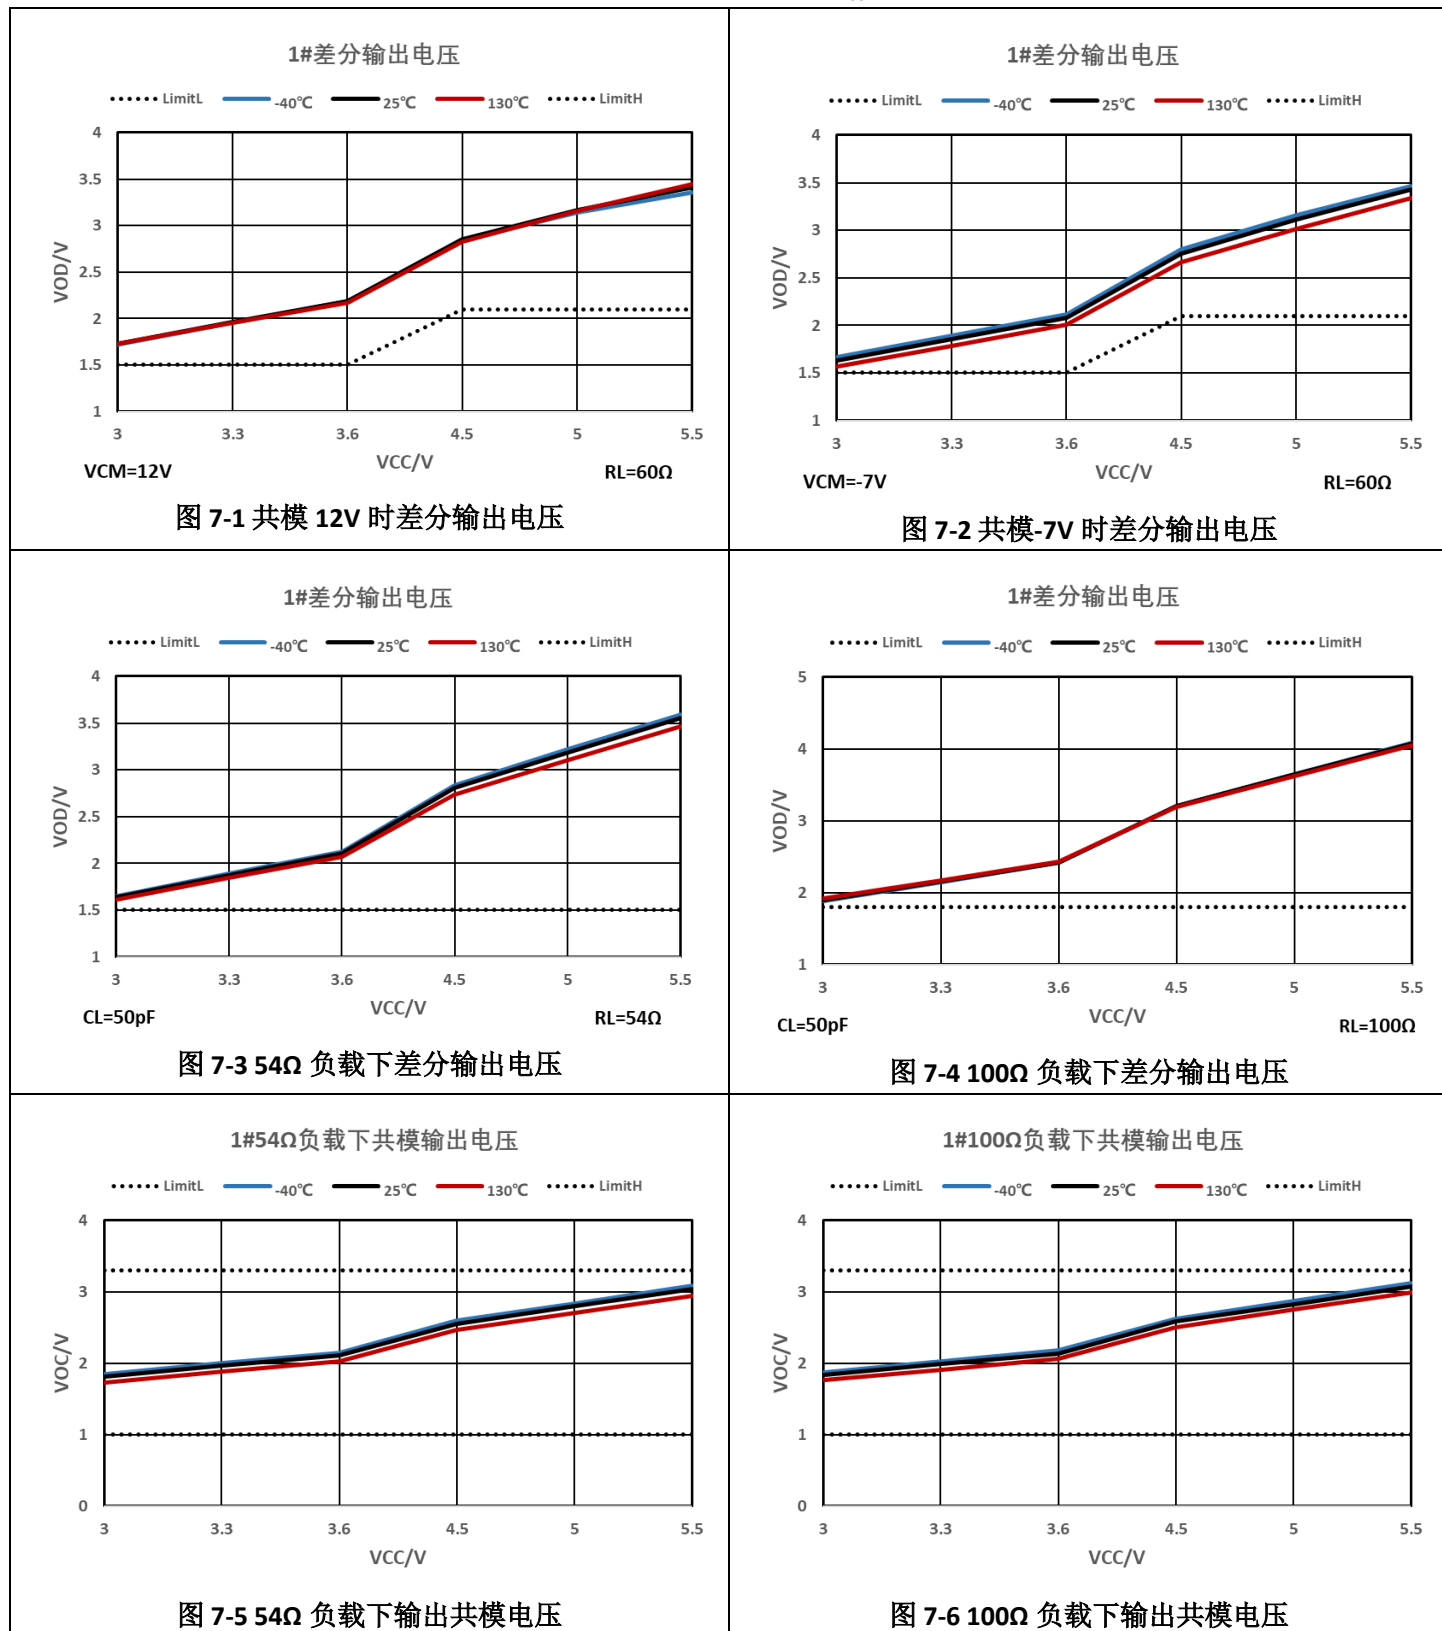 1#差分输出电压
LimitL -40℃ 25℃ 130℃ LimitH
4
3.5
3
2.5
2
1.5
1
VOD/V
3 3.3 3.6 4.5 5 5.5
VCC/V
VCM=12V RL=60Ω
图 7-1 共模 12V 时差分输出电压
1#差分输出电压
LimitL -40℃ 25℃ 130℃ LimitH
4
3.5
3
2.5
2
1.5
1
VOD/V
3 3.3 3.6 4.5 5 5.5
VCC/V
VCM=-7V RL=60Ω
图 7-2 共模-7V 时差分输出电压
1#差分输出电压
LimitL -40℃ 25℃ 130℃ LimitH
4
3.5
3
2.5
2
1.5
1
VOD/V
3 3.3 3.6 4.5 5 5.5
VCC/V
CL=50pF RL=54Ω
图 7-3 54Ω 负载下差分输出电压
1#差分输出电压
LimitL -40℃ 25℃ 130℃ LimitH
5
4
3
2
1
VOD/V
3 3.3 3.6 4.5 5 5.5
VCC/V
CL=50pF RL=100Ω
图 7-4 100Ω 负载下差分输出电压
1#54Ω负载下共模输出电压
LimitL -40℃ 25℃ 130℃ LimitH
4
3
2
1
0
VOC/V
3 3.3 3.6 4.5 5 5.5
VCC/V
图 7-5 54Ω 负载下输出共模电压
1#100Ω负载下共模输出电压
LimitL -40℃ 25℃ 130℃ LimitH
4
3
2
1
0
VOC/V
3 3.3 3.6 4.5 5 5.5
VCC/V
图 7-6 100Ω 负载下输出共模电压